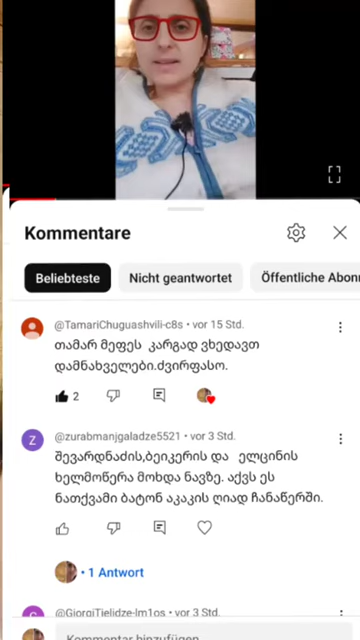 Kommentare
Beliebteste
Nicht geantwortet
Öffentliche Abonn
@TamariChuguashvili-c8s • vor 15 Std.
თამარ მეფეს კარგად ვხედავთ
დამნახველები.ძვირფასო.
2
Z
@zurabmanjgaladze5521 • vor 3 Std.
შევარდნაძის,ბეიკერის და ელცინის
ხელმოწერა მოხდა ნავზე. აქვს ეს
ნათქვამი ბატონ აკაკის ღიად ჩანაწერში.
• 1 Antwort
@GiorgiTielidze-lm1os • vor 3 Std.
Kommentar hinzufügen